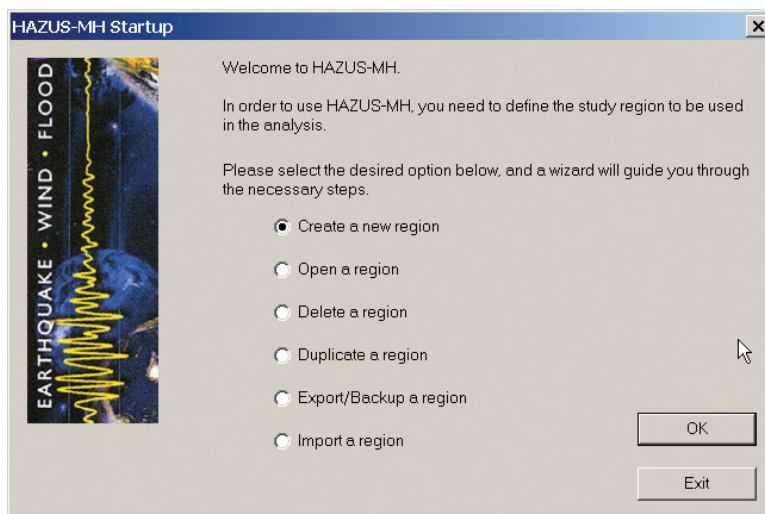 HAZUS-MH Startup
EARTHQUAKE • WIND • FLOOD
Welcome to HAZUS-MH.
In order to use HAZUS-MH, you need to define the study region to be used
in the analysis.
Please select the desired option below, and a wizard will guide you through
the necessary steps.
Create a new region
Open a region
Delete a region
Duplicate a region
Export/Backup a region
Import a region
OK
Exit